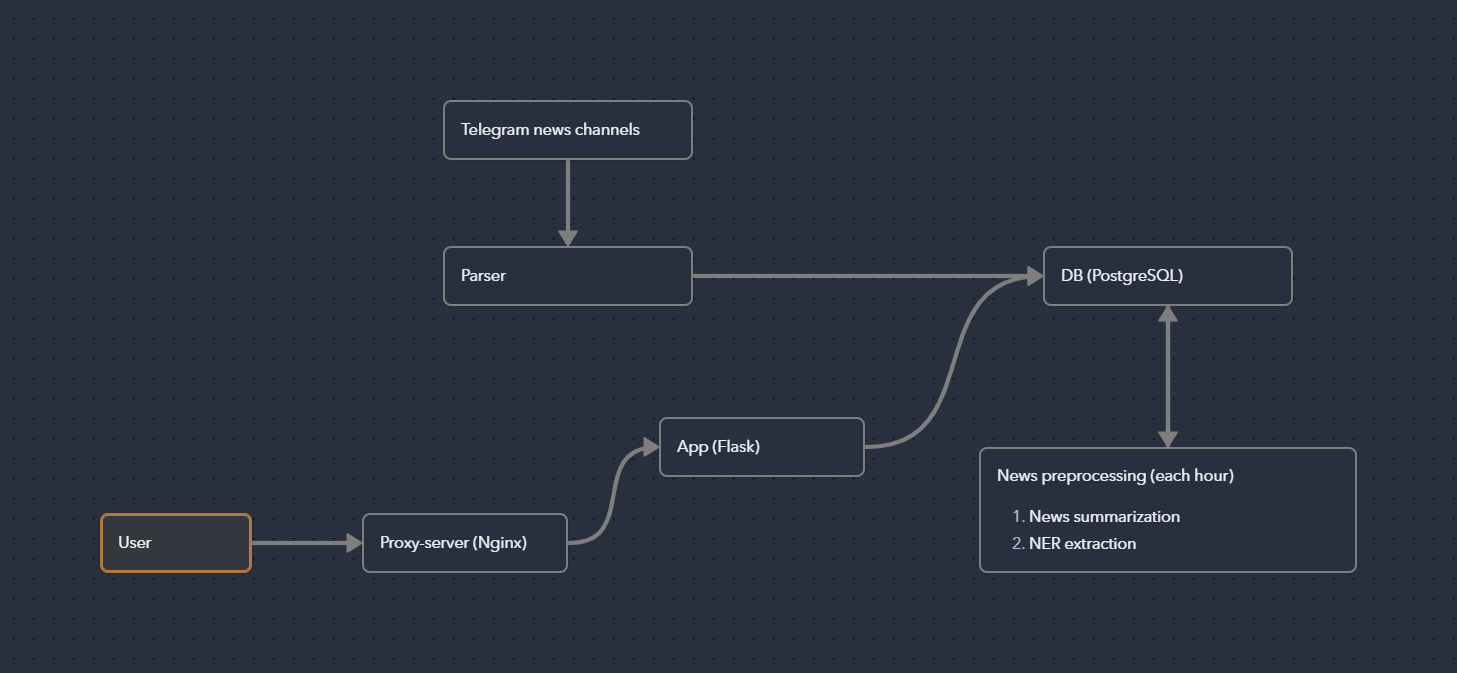 Telegram news channels
Parser
DB (PostgreSQL)
App (Flask)
News preprocessing (each hour)
1. News summarization
2. NER extraction
User
Proxy-server (Nginx)